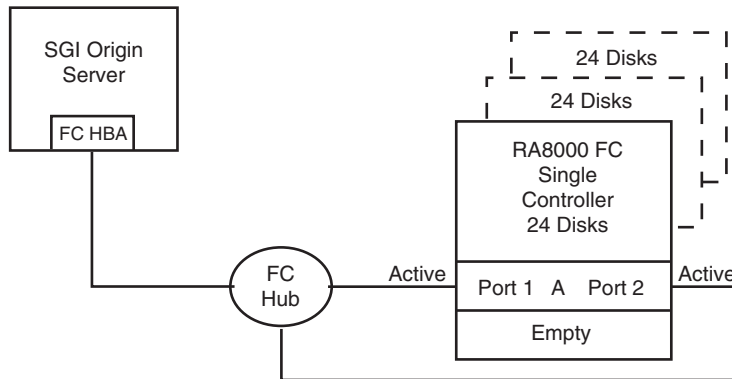 SGI Origin
Server
FC HBA
24 Disks
24 Disks
RA8000 FC
Single
Controller
24 Disks
FC
Hub
Active
Port 1 A Port 2
Active
Empty